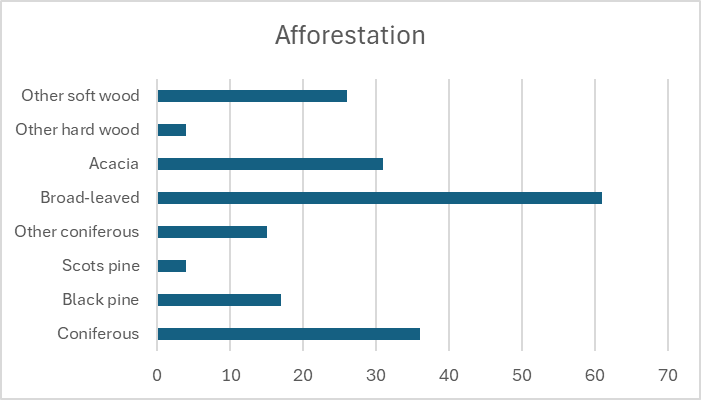 Afforestation
Other soft wood
Other hard wood
Acacia
Broad-leaved
Other coniferous
Scots pine
Black pine
Coniferous
0 10 20 30 40 50 60 70